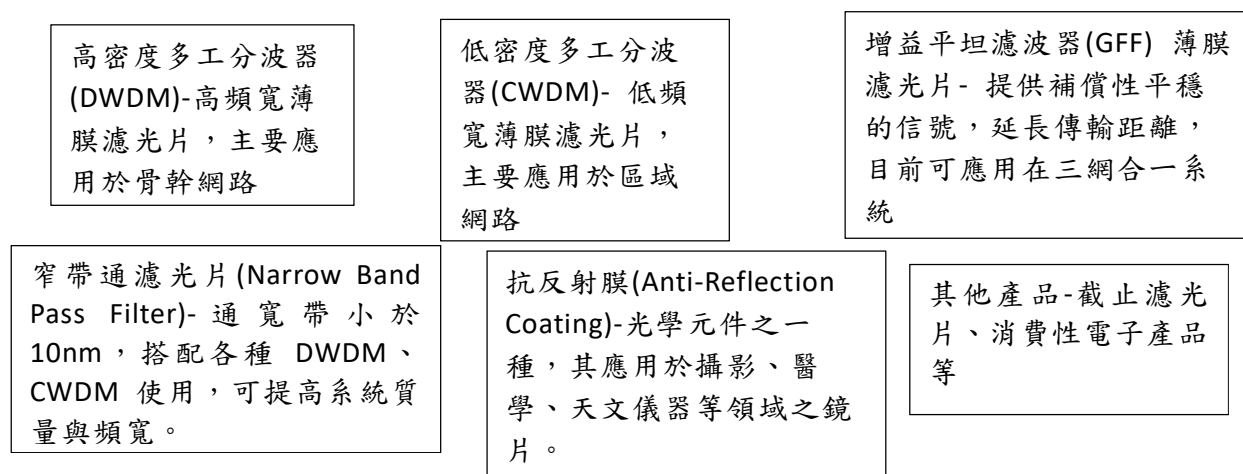 高密度多工分波器
(DWDM)-高頻寬薄
膜濾光片，主要應
用於骨幹網路
低密度多工分波
器(CWDM)- 低頻
寬薄膜濾光片，
主要應用於區域
網路
增益平坦濾波器(GFF) 薄膜
濾光片- 提供補償性平穩
的信號，延長傳輸距離，
目前可應用在三網合一系
統
窄帶通濾光片(Narrow Band
Pass Filter)- 通寬帶小於
10nm，搭配各種 DWDM、
CWDM 使用，可提高系統質
量與頻寬。
抗反射膜(Anti-Reflection
Coating)-光學元件之一
種，其應用於攝影、醫
學、天文儀器等領域之鏡
片。
其他產品-截止濾光
片、消費性電子產品
等